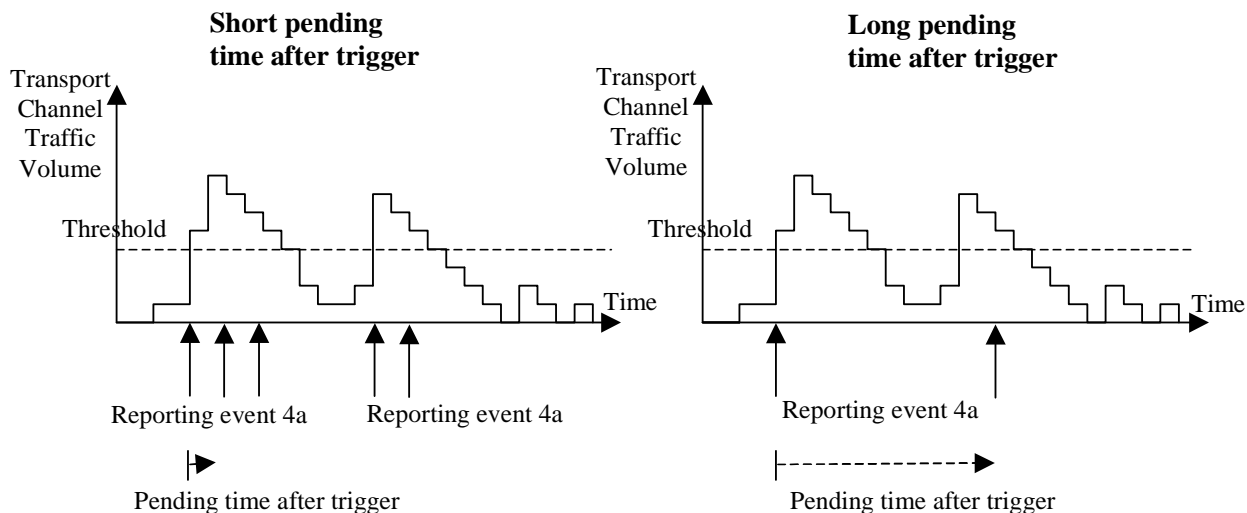 Short pending
time after trigger
Transport
Channel
Traffic
Volume
Threshold
Time
Reporting event 4a
Reporting event 4a
Pending time after trigger
Long pending
time after trigger
Transport
Channel
Traffic
Volume
Threshold
Time
Reporting event 4a
Pending time after trigger